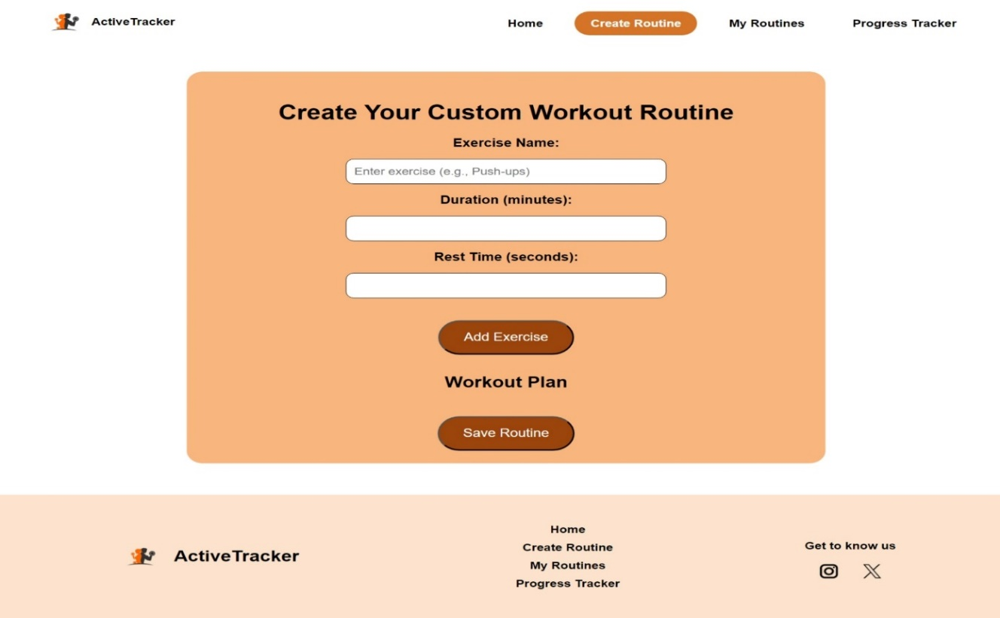 ActiveTracker
Home
Create Routine
My Routines
Progress Tracker
Create Your Custom Workout Routine
Exercise Name:
Enter exercise (e.g., Push-ups)
Duration (minutes):
Rest Time (seconds):
Add Exercise
Workout Plan
Save Routine
ActiveTracker
Home
Create Routine
My Routines
Progress Tracker
Get to know us